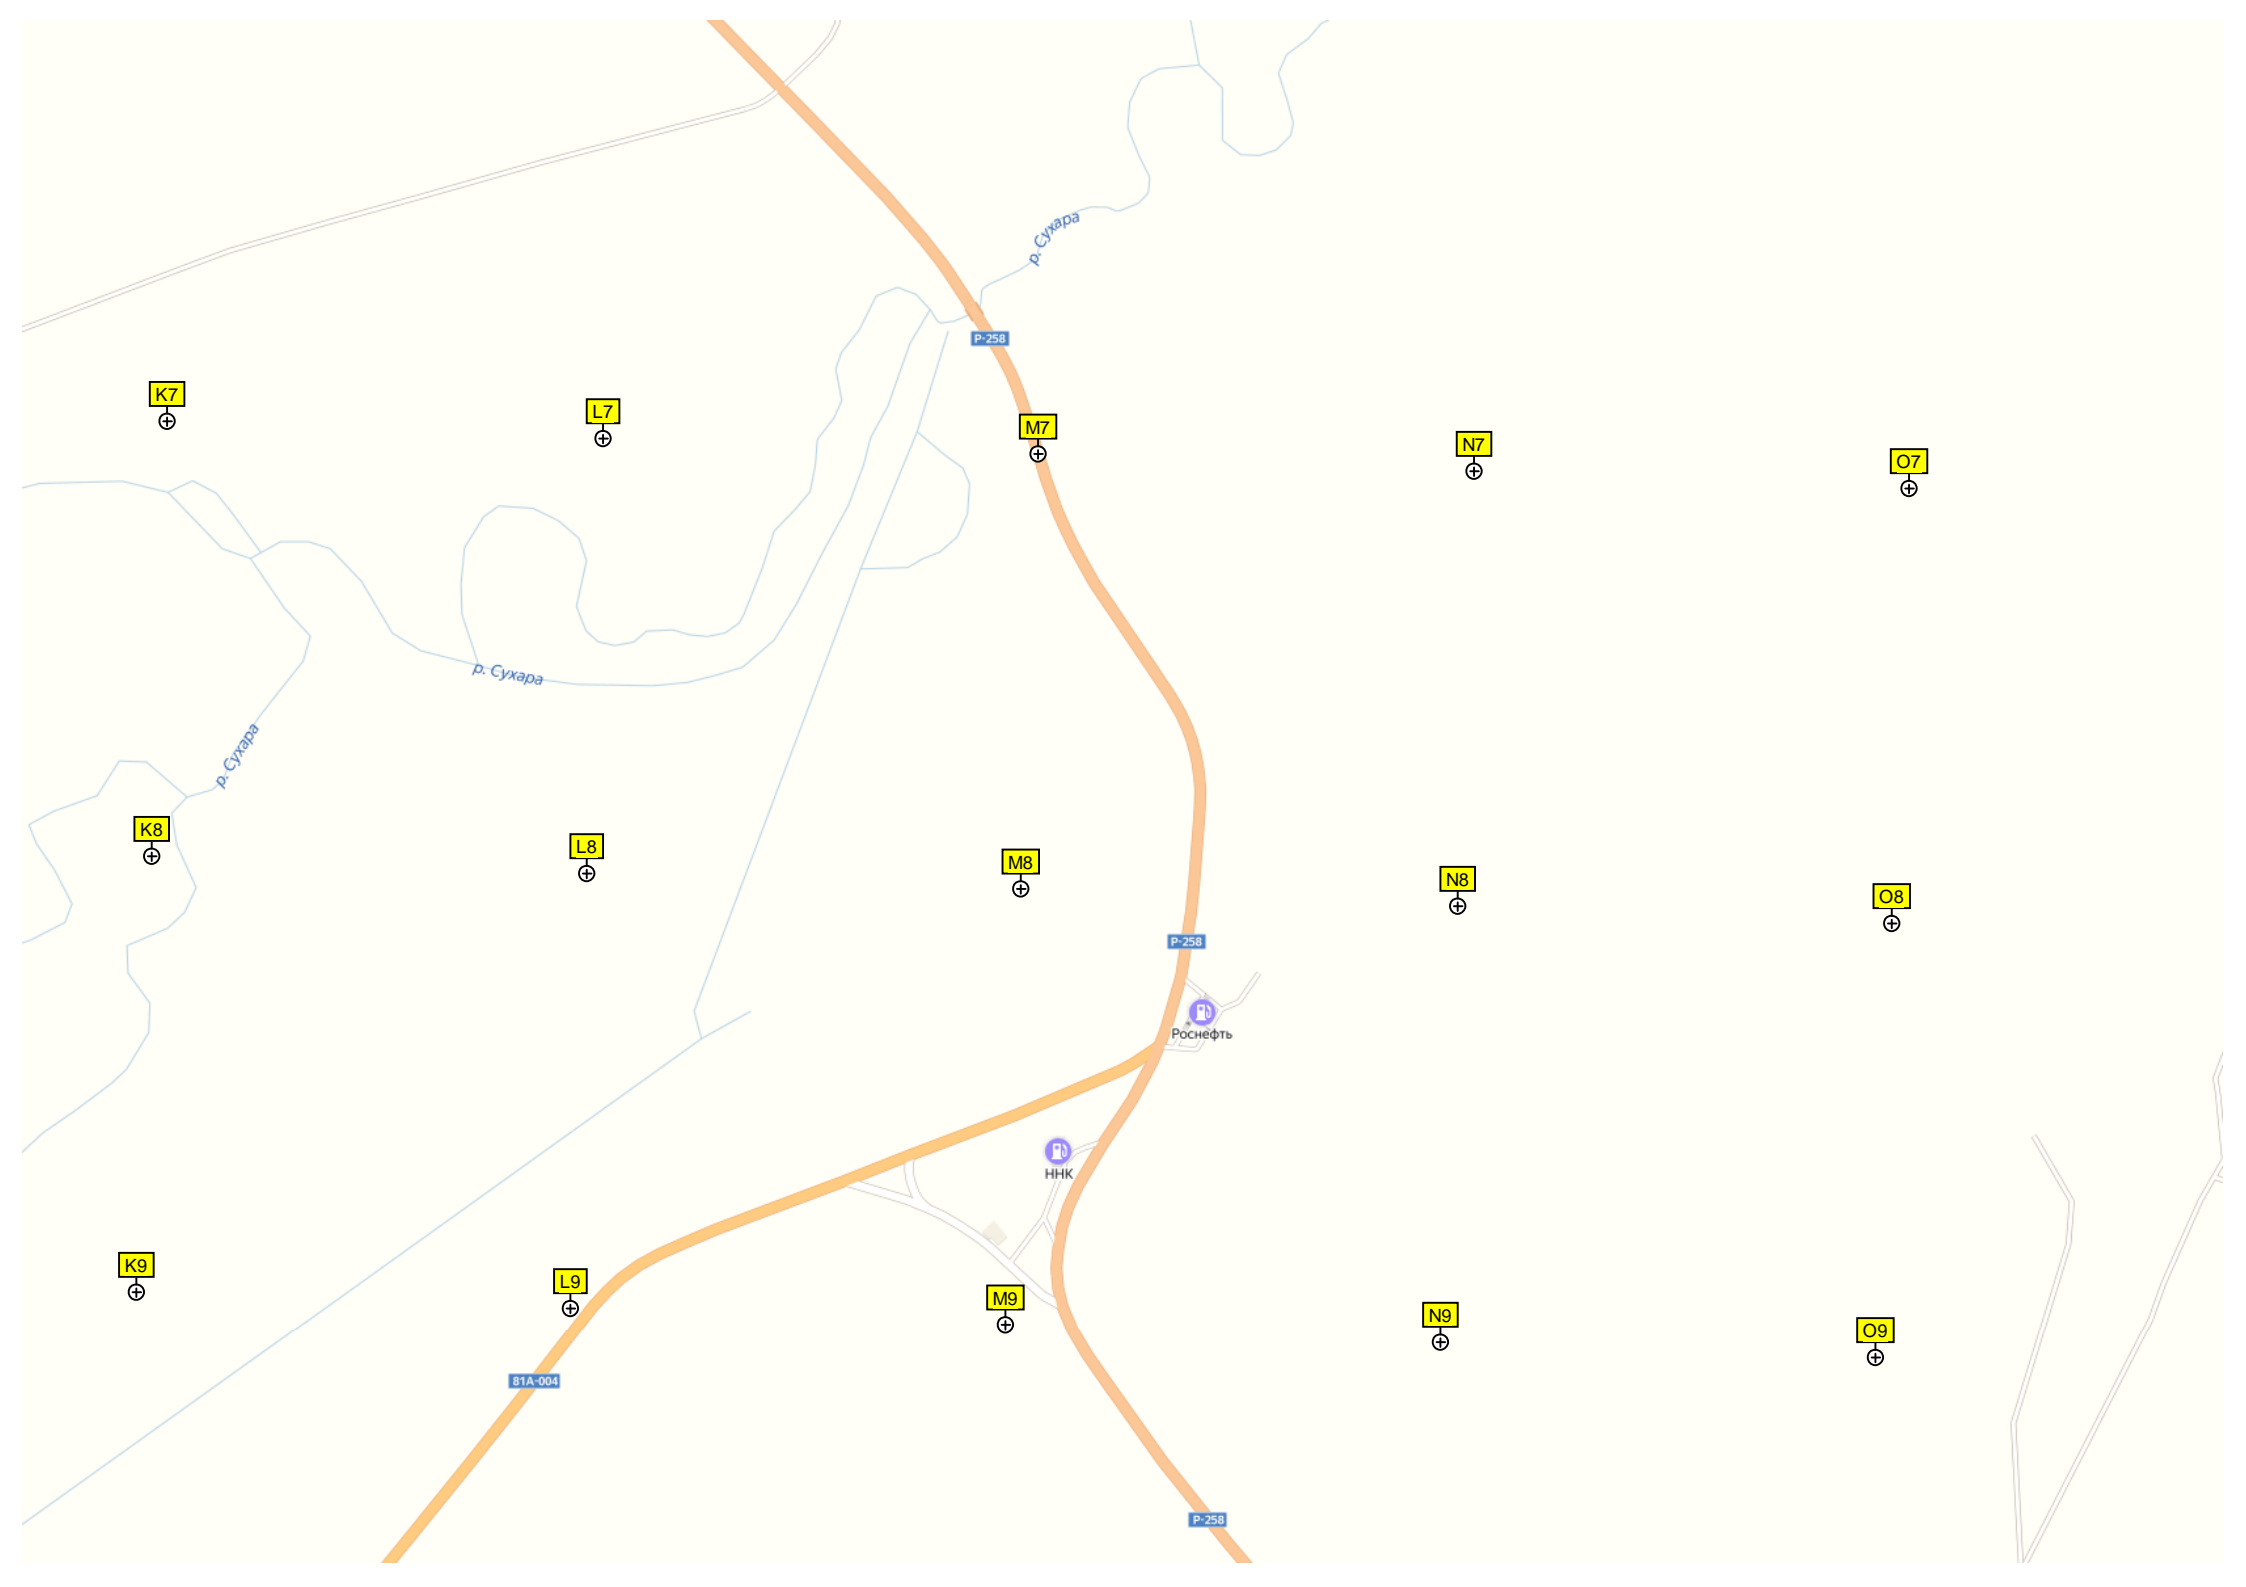 р. Сухара
Р-258
K7
L7
M7
N7
O7
р. Сухара
р. Сухара
K8
L8
M8
N8
O8
Р-258
Роснефть
ННК
K9
L9
M9
N9
O9
81А-004
Р-258